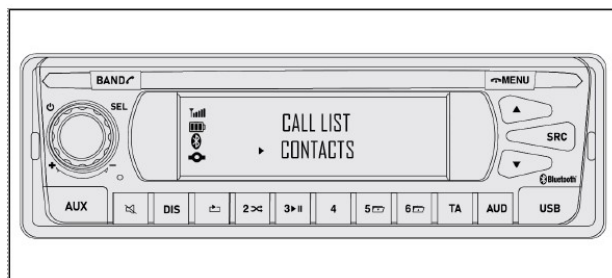 BAND MENU
SEL
CALL LIST
CONTACTS
SRC
Bluetooth
AUX DIS 2 3 4 5 6 TA AUD USB